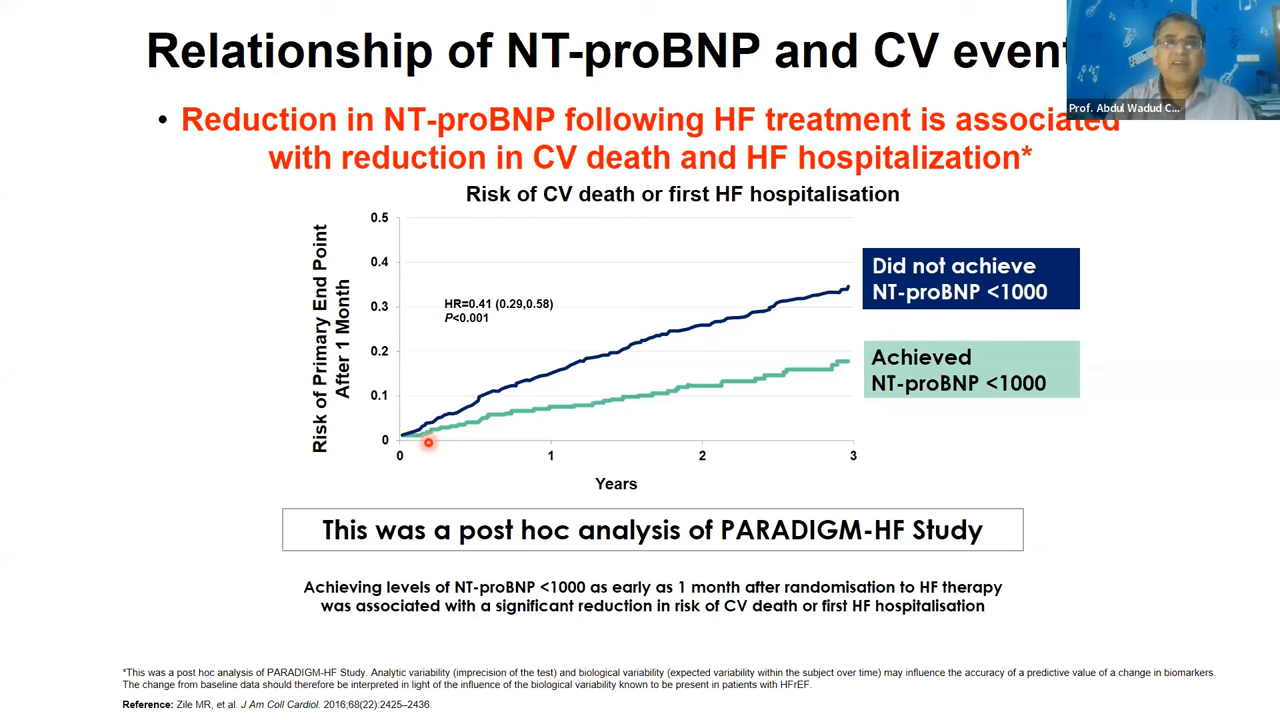 Relationship of NT-proBNP and CV event
Prof. Abdul Wadud C...
• Reduction in NT-proBNP following HF treatment is associated
with reduction in CV death and HF hospitalization*
Risk of CV death or first HF hospitalisation
Risk of Primary End Point
After 1 Month
0.5
0.4
0.3
0.2
0.1
0
HR=0.41 (0.29,0.58)
P<0.001
0 1 2 3
Years
Did not achieve
NT-proBNP <1000
Achieved
NT-proBNP <1000
This was a post hoc analysis of PARADIGM-HF Study
Achieving levels of NT-proBNP <1000 as early as 1 month after randomisation to HF therapy
was associated with a significant reduction in risk of CV death or first HF hospitalisation
*This was a post hoc analysis of PARADIGM-HF Study. Analytic variability (imprecision of the test) and biological variability (expected variability within the subject over time) may influence the accuracy of a predictive value of a change in biomarkers.
The change from baseline data should therefore be interpreted in light of the influence of the biological variability known to be present in patients with HFrEF.
Reference: Zile MR, et al. J Am Coll Cardiol. 2016;68(22):2425–2436.